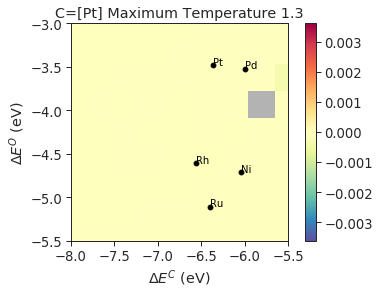 C=[Pt] Maximum Temperature 1.3
−3.0
−3.5
−4.0
−4.5
−5.0
−5.5
ΔE^O (eV)
Pt
Pd
Rh
Ni
Ru
−8.0 −7.5 −7.0 −6.5 −6.0 −5.5
ΔE^C (eV)
0.003
0.002
0.001
0.000
−0.001
−0.002
−0.003